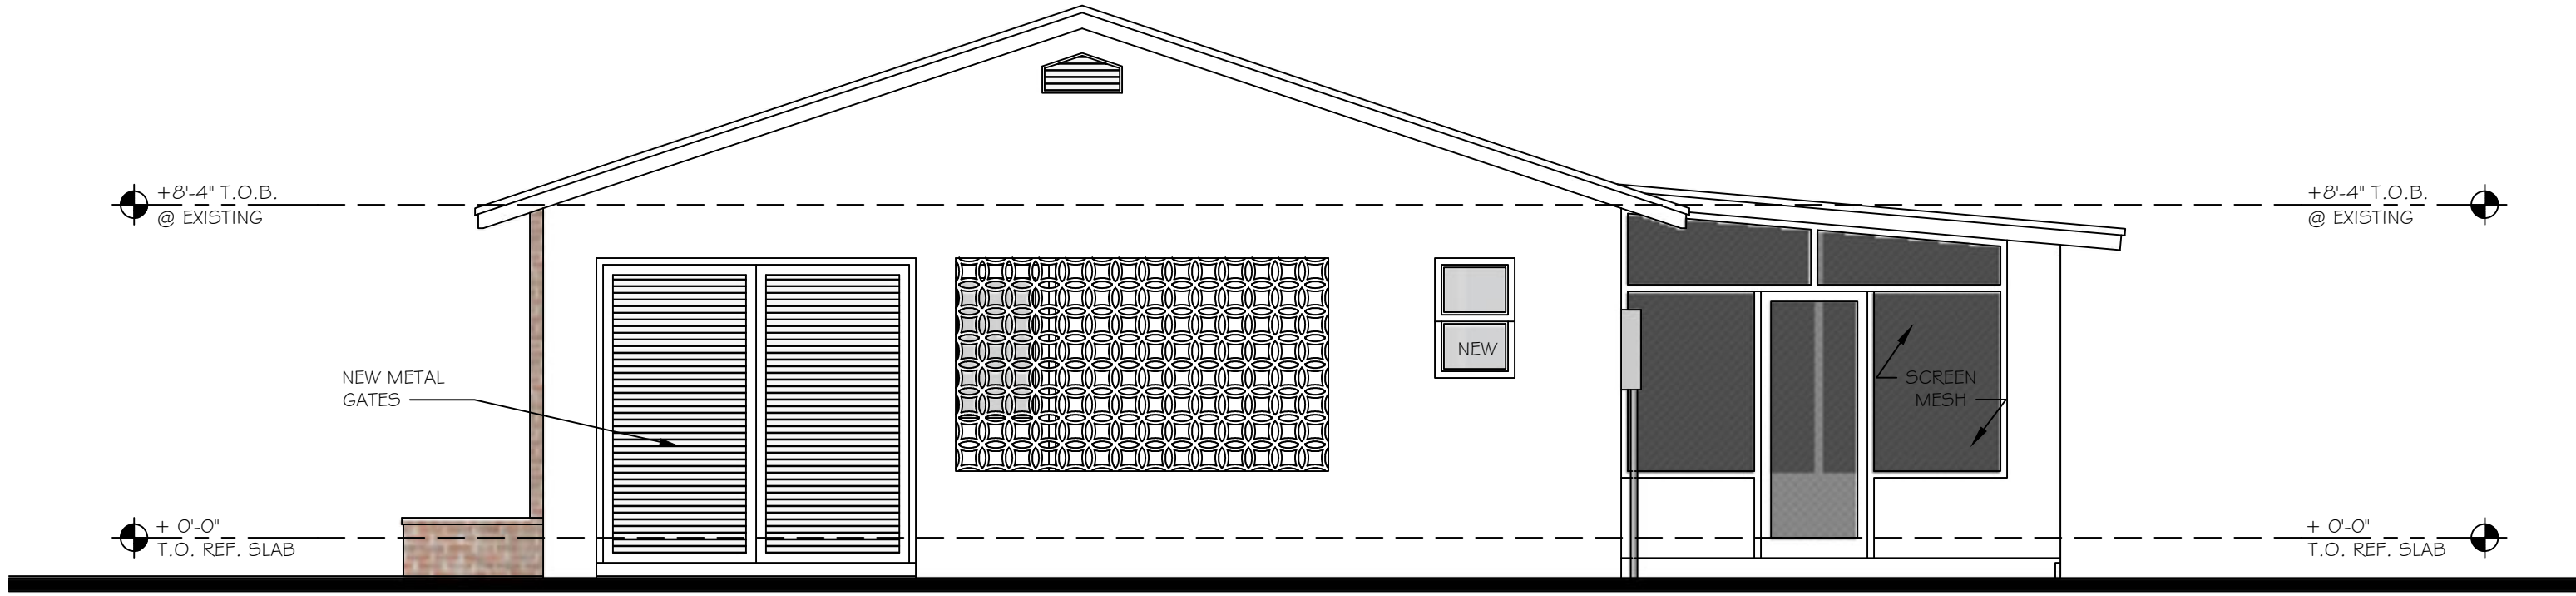 +8'-4" T.O.B.
@ EXISTING
+8'-4" T.O.B.
@ EXISTING
NEW
NEW METAL
GATES
SCREEN
MESH
+ 0'-0"
T.O. REF. SLAB
+ 0'-0"
T.O. REF. SLAB